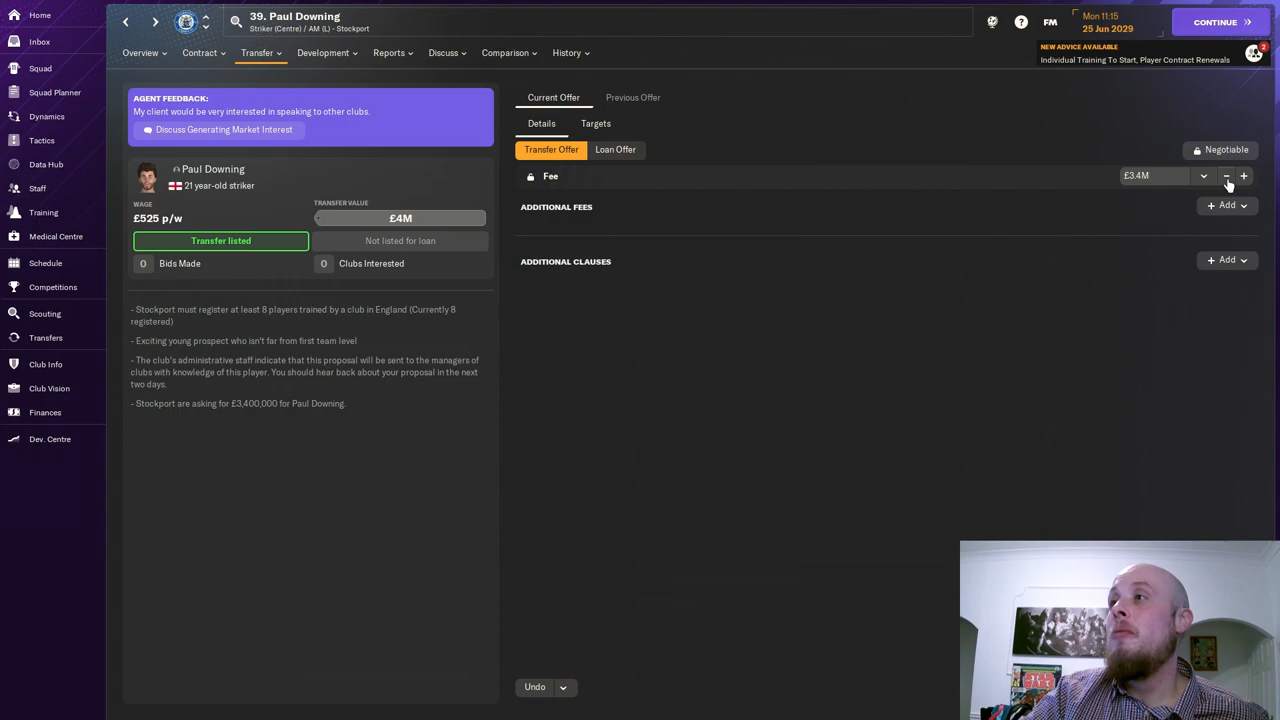 Home
Inbox
Squad
Squad Planner
Dynamics
Tactics
Data Hub
Staff
Training
Medical Centre
Schedule
Competitions
Scouting
Transfers
Club Info
Club Vision
Finances
Dev. Centre
39. Paul Downing
Striker (Centre) / AM (L) - Stockport
FM
Mon 11:15
25 Jun 2029
CONTINUE
Overview
Contract
Transfer
Development
Reports
Discuss
Comparison
History
NEW ADVICE AVAILABLE
Individual Training To Start, Player Contract Renewals
2
AGENT FEEDBACK:
My client would be very interested in speaking to other clubs.
Discuss Generating Market Interest
Paul Downing
21 year-old striker
WAGE
£525 p/w
TRANSFER VALUE
£4M
Transfer listed
Not listed for loan
0 Bids Made
0 Clubs Interested
- Stockport must register at least 8 players trained by a club in England (Currently 8
registered)
- Exciting young prospect who isn't far from first team level
- The club's administrative staff indicate that this proposal will be sent to the managers of
clubs with knowledge of this player. You should hear back about your proposal in the next
two days.
- Stockport are asking for £3,400,000 for Paul Downing.
Current Offer
Previous Offer
Details
Targets
Transfer Offer
Loan Offer
Negotiable
Fee
£3.4M
ADDITIONAL FEES
Add
ADDITIONAL CLAUSES
Add
Undo
STAR
WARS